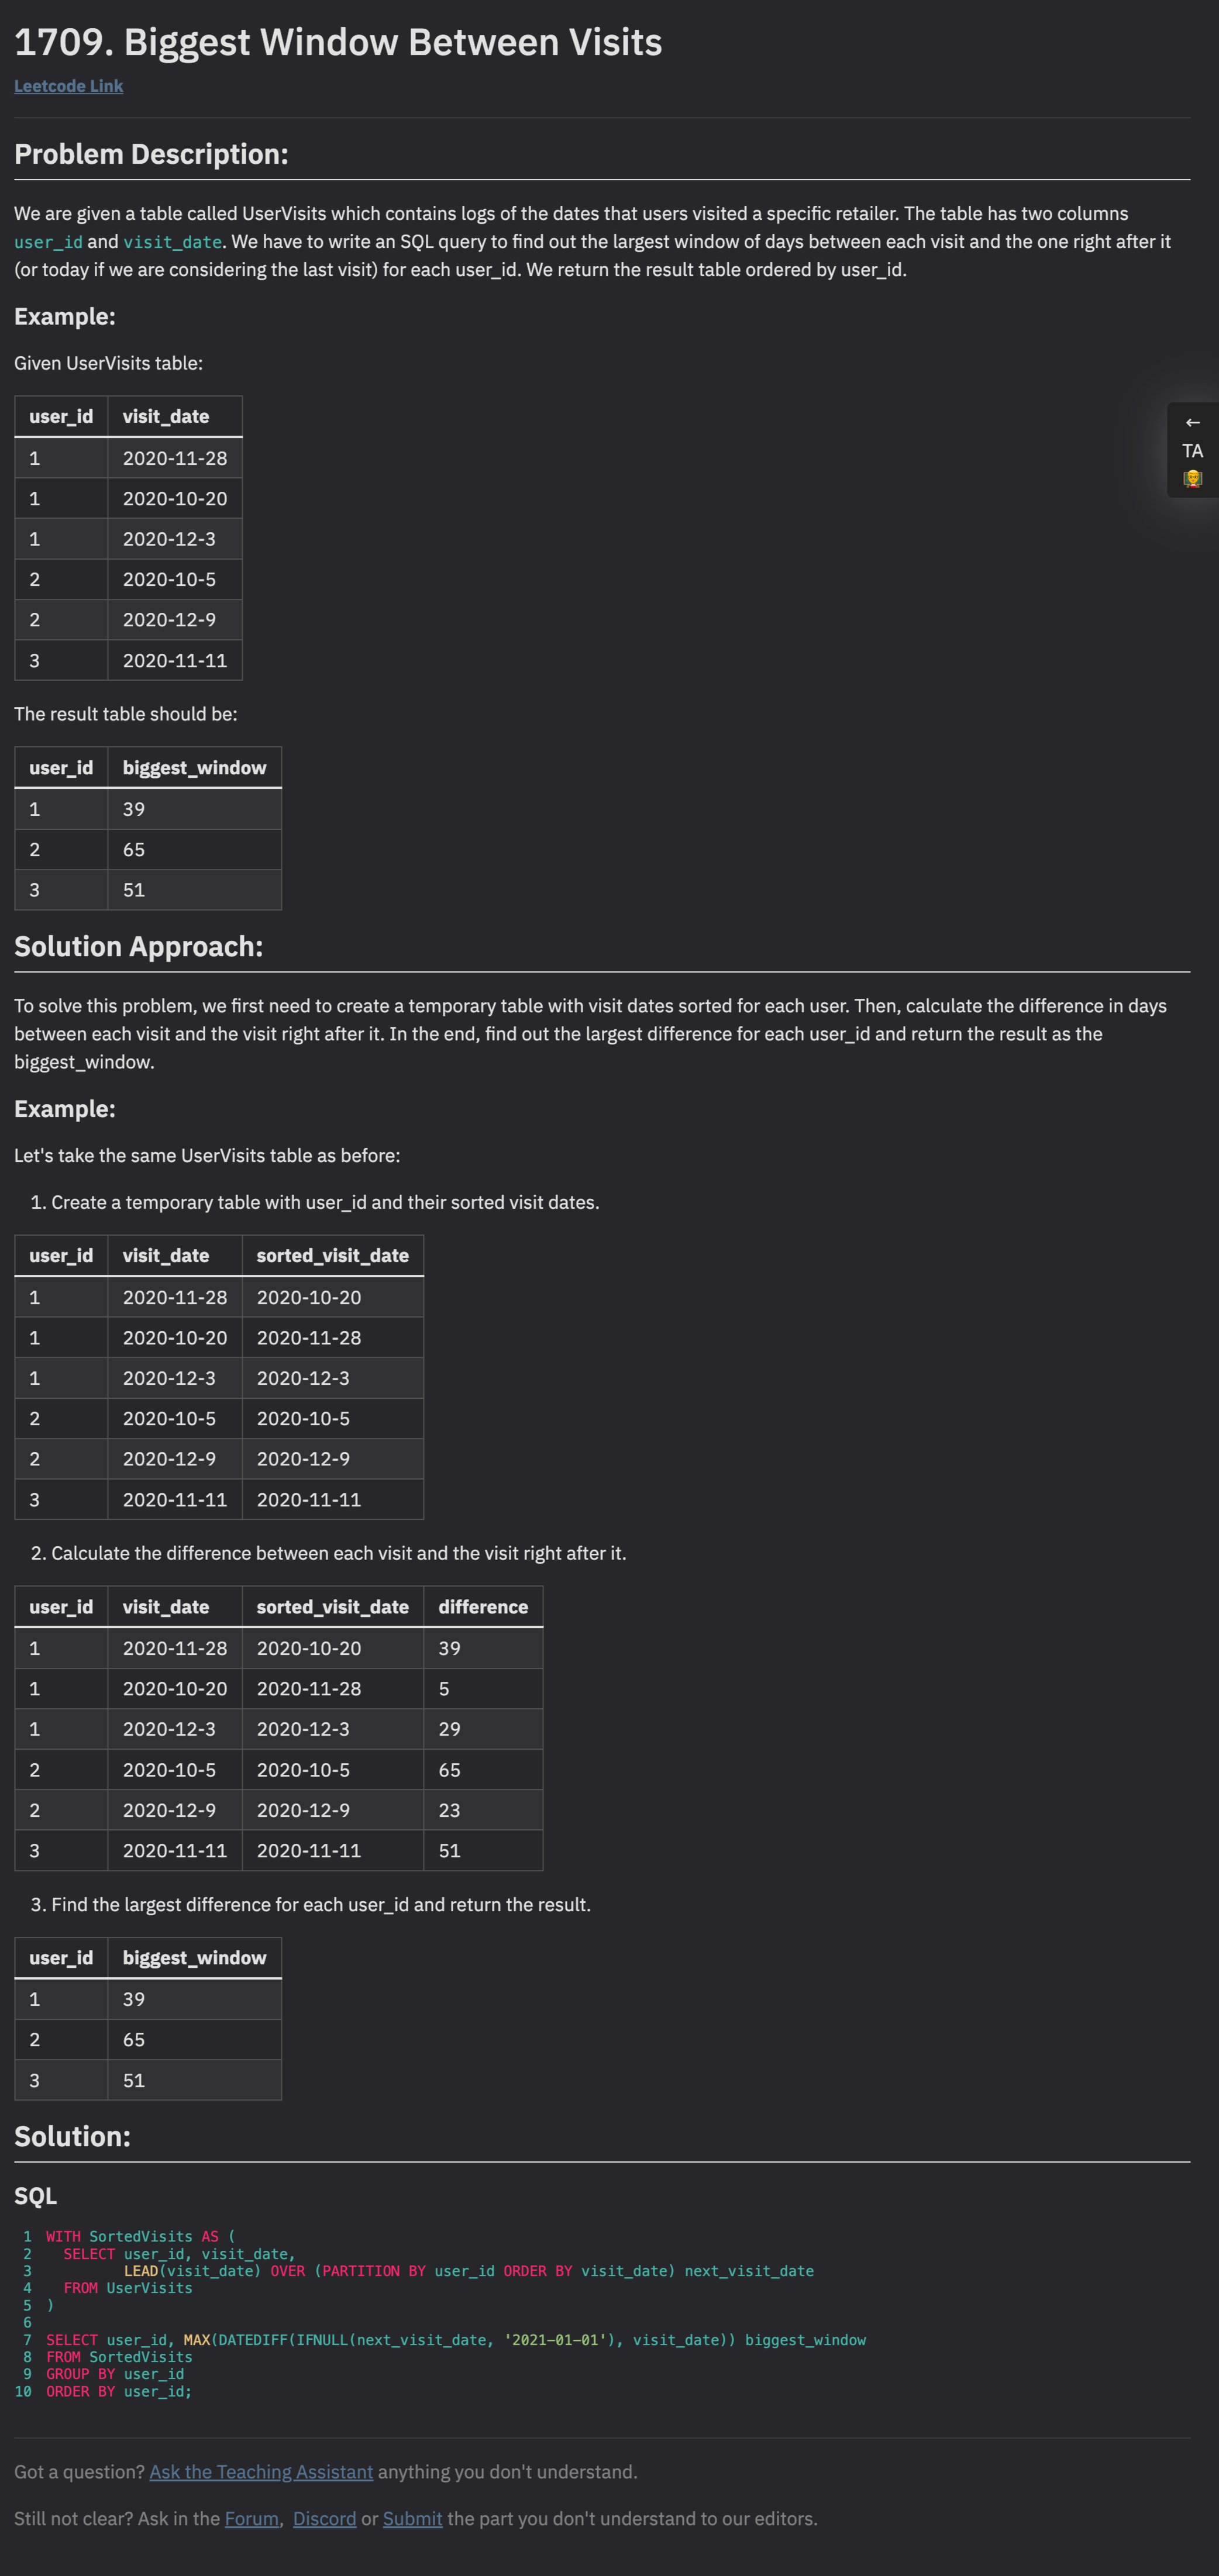 1709. Biggest Window Between Visits
Leetcode Link
Problem Description:
We are given a table called UserVisits which contains logs of the dates that users visited a specific retailer. The table has two columns
user_id and visit_date. We have to write an SQL query to find out the largest window of days between each visit and the one right after it
(or today if we are considering the last visit) for each user_id. We return the result table ordered by user_id.
Example:
Given UserVisits table:
user_id visit_date
1 2020-11-28
1 2020-10-20
1 2020-12-3
2 2020-10-5
2 2020-12-9
3 2020-11-11
←
TA
The result table should be:
user_id biggest_window
1 39
2 65
3 51
Solution Approach:
To solve this problem, we first need to create a temporary table with visit dates sorted for each user. Then, calculate the difference in days
between each visit and the visit right after it. In the end, find out the largest difference for each user_id and return the result as the
biggest_window.
Example:
Let's take the same UserVisits table as before:
1. Create a temporary table with user_id and their sorted visit dates.
user_id visit_date sorted_visit_date
1 2020-11-28 2020-10-20
1 2020-10-20 2020-11-28
1 2020-12-3 2020-12-3
2 2020-10-5 2020-10-5
2 2020-12-9 2020-12-9
3 2020-11-11 2020-11-11
2. Calculate the difference between each visit and the visit right after it.
user_id visit_date sorted_visit_date difference
1 2020-11-28 2020-10-20 39
1 2020-10-20 2020-11-28 5
1 2020-12-3 2020-12-3 29
2 2020-10-5 2020-10-5 65
2 2020-12-9 2020-12-9 23
3 2020-11-11 2020-11-11 51
3. Find the largest difference for each user_id and return the result.
user_id biggest_window
1 39
2 65
3 51
Solution:
SQL
1 WITH SortedVisits AS (
2   SELECT user_id, visit_date,
3          LEAD(visit_date) OVER (PARTITION BY user_id ORDER BY visit_date) next_visit_date
4   FROM UserVisits
5 )
6
7 SELECT user_id, MAX(DATEDIFF(IFNULL(next_visit_date, '2021-01-01'), visit_date)) biggest_window
8 FROM SortedVisits
9 GROUP BY user_id
10 ORDER BY user_id;
Got a question? Ask the Teaching Assistant anything you don't understand.
Still not clear? Ask in the Forum, Discord or Submit the part you don't understand to our editors.